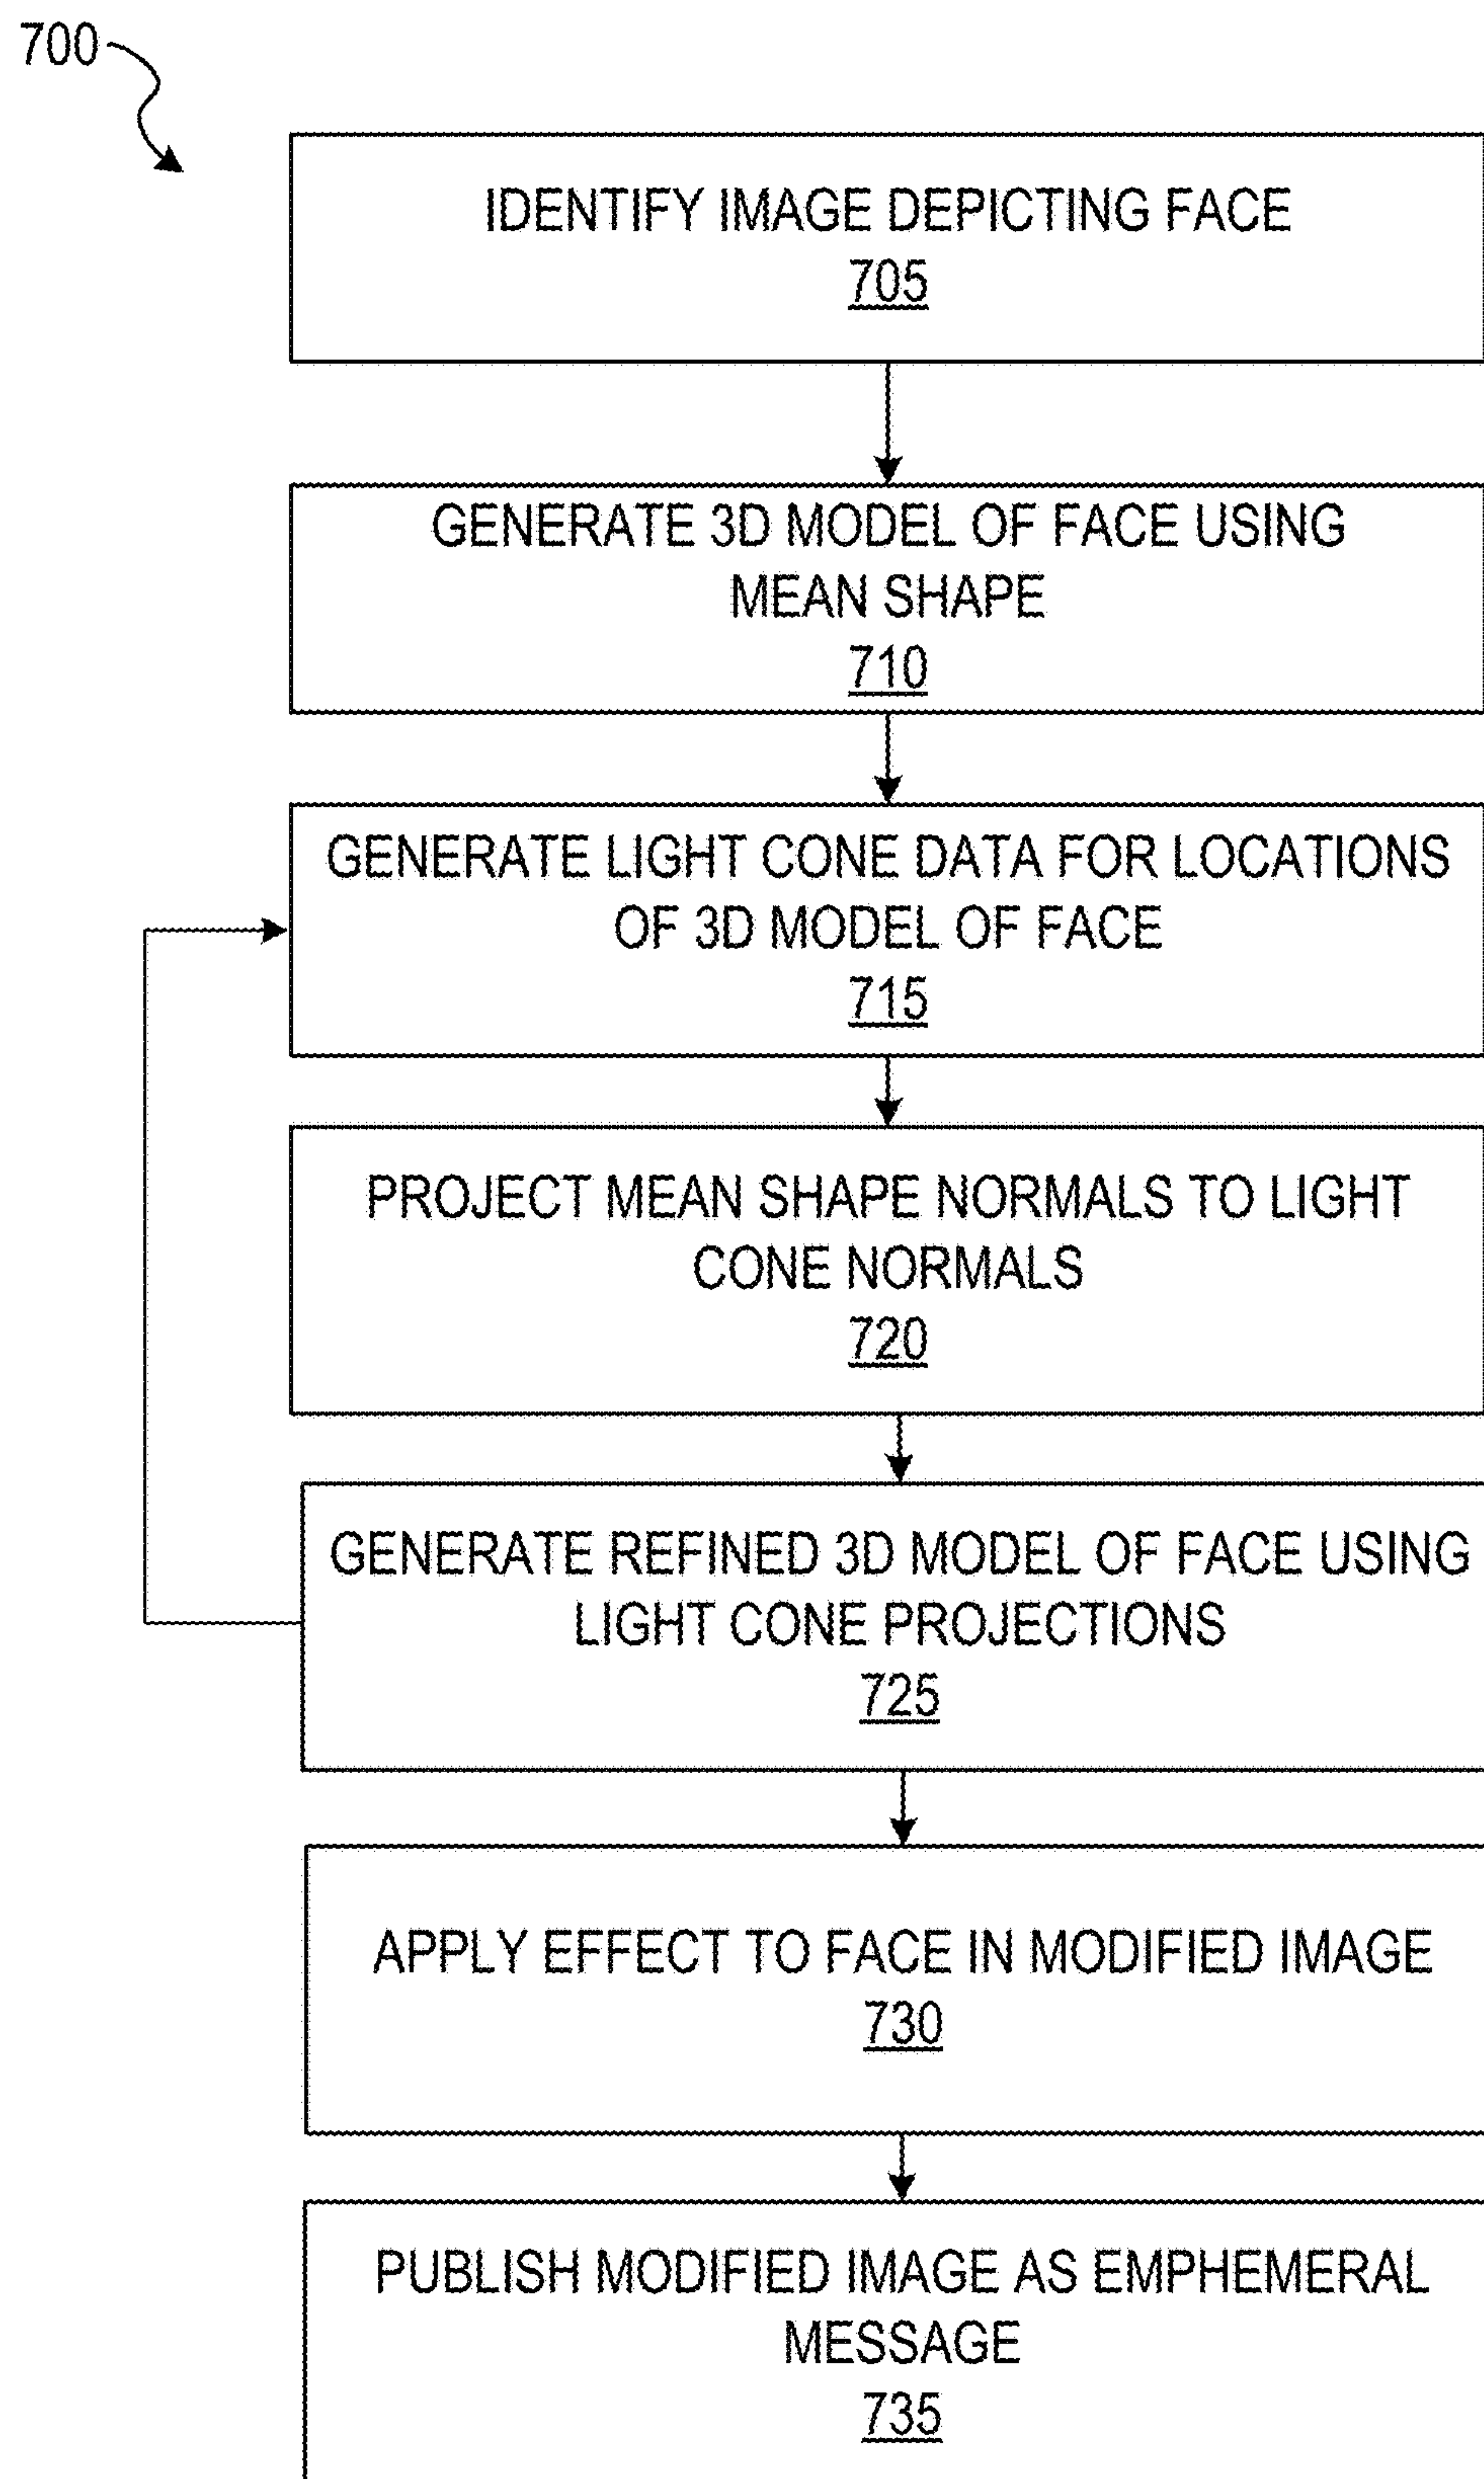 700
IDENTIFY IMAGE DEPICTING FACE
705
GENERATE 3D MODEL OF FACE USING
MEAN SHAPE
710
GENERATE LIGHT CONE DATA FOR LOCATIONS
OF 3D MODEL OF FACE
715
PROJECT MEAN SHAPE NORMALS TO LIGHT
CONE NORMALS
720
GENERATE REFINED 3D MODEL OF FACE USING
LIGHT CONE PROJECTIONS
725
APPLY EFFECT TO FACE IN MODIFIED IMAGE
730
PUBLISH MODIFIED IMAGE AS EMPHEMERAL
MESSAGE
735